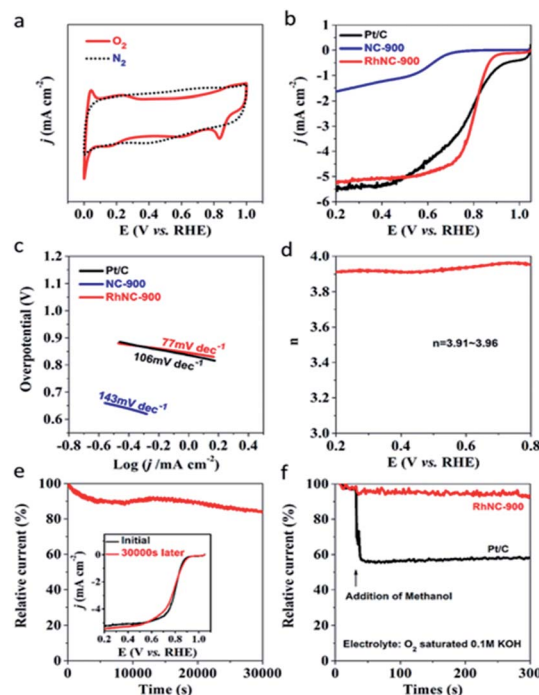 a
O2
N2
j (mA cm-2)
0.0 0.2 0.4 0.6 0.8 1.0
E (V vs. RHE)
b
Pt/C
NC-900
RhNC-900
j (mA cm-2)
1
0
-1
-2
-3
-4
-5
-6
0.2 0.4 0.6 0.8 1.0
E (V vs. RHE)
c
Pt/C
NC-900
RhNC-900
Overpotential (V)
1.2
1.1
1.0
0.9
0.8
0.7
0.6
77mV dec-1
106mV dec-1
143mV dec-1
-0.8 -0.4 0.0 0.4 0.8
Log (j /mA cm-2)
d
n
4.0
3.8
3.6
3.4
3.2
3.0
n=3.91~3.96
0.2 0.4 0.6 0.8
E (V vs. RHE)
e
Relative current (%)
100
80
60
40
20
0
Initial
30000s later
j (mA cm-2)
0
-2
-4
0.2 0.4 0.6 0.8 1.0
E (V vs. RHE)
0 10000 20000 30000
Time (s)
f
Relative current (%)
100
80
60
40
20
0
RhNC-900
Pt/C
Addition of Methanol
Electrolyte: O2 saturated 0.1M KOH
0 100 200 300
Times (s)